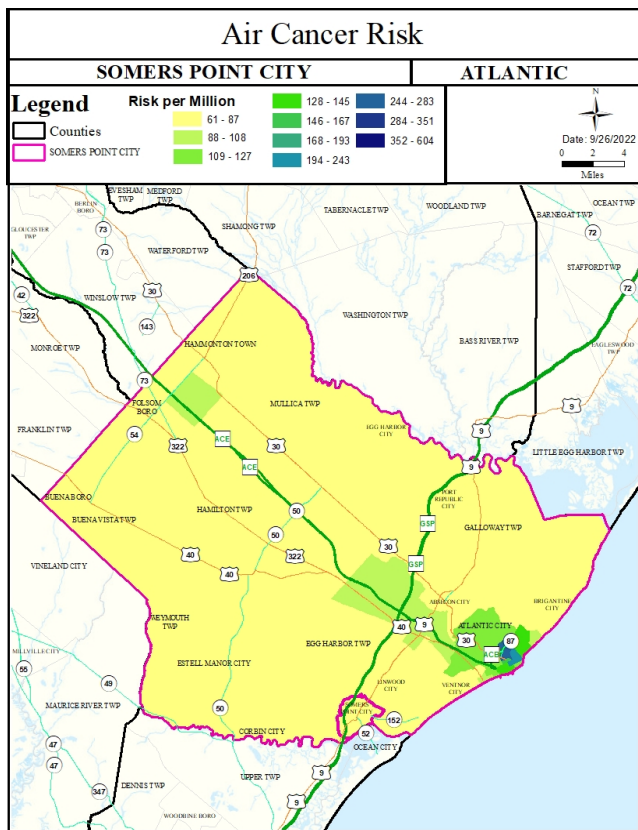 Air Cancer Risk
SOMERS POINT CITY
ATLANTIC
Legend
Counties
SOMERS POINT CITY
Risk per Million
61 - 87
88 - 108
109 - 127
128 - 145
146 - 167
168 - 193
194 - 243
244 - 283
284 - 351
352 - 604
N
Date: 9/26/2022
0 2 4
Miles
EVESHAM TWP
MEDFORD TWP
BERLIN BORO
GLOUCESTER TWP
73
73
WATERFORD TWP
SHAMONG TWP
TABERNACLE TWP
WOODLAND TWP
OCEAN TWP
BARNEGAT TWP
72
STAFFORD TWP
72
206
42
322
WINSLOW TWP
30
143
MONROE TWP
WASHINGTON TWP
BASS RIVER TWP
EAGLESWOOD TWP
HAMMONTON TOWN
73
FOLSOM BORO
MULLICA TWP
9
FRANKLIN TWP
54
322
ACE
30
EGG HARBOR CITY
9
LITTLE EGG HARBOR TWP
ACE
9
BUENA BORO
PORT REPUBLIC CITY
BUENA VISTA TWP
HAMILTON TWP
50
GSP
GALLOWAY TWP
50
322
30
40
GSP
VINELAND CITY
40
ABSECON CITY
BRIGANTINE CITY
WEYMOUTH TWP
40
9
ATLANTIC CITY
30
87
EGG HARBOR TWP
ACE
MILLVILLE CITY
ESTELL MANOR CITY
55
49
LINWOOD CITY
VENTNOR CITY
MAURICE RIVER TWP
50
SOMERS POINT CITY
152
CORBIN CITY
52
OCEAN CITY
47
47
UPPER TWP
9
DENNIS TWP
347
9
WOODBINE BORO